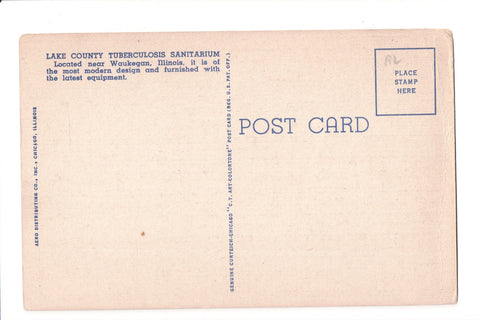 LAKE COUNTY TUBERCULOSIS SANITARIUM
Located near Waukegan, Illinois, it is of
the most modern design and furnished with
the latest equipment.
AERO DISTRIBUTING CO., INC., CHICAGO, ILLINOIS
GENUINE CURTEICH-CHICAGO "C. T. ART-COLORTONE" POST CARD (REG. U. S. PAT. OFF.)
POST CARD
PLACE
STAMP
HERE